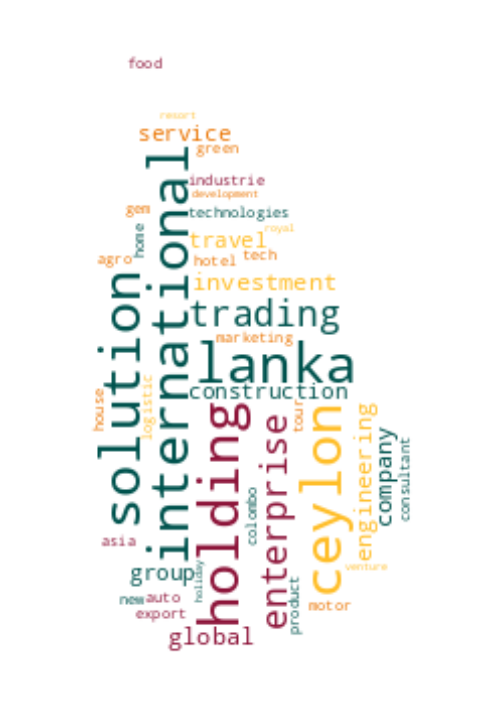 food
resort
service
green
international
industrie
development
gem
technologies
home
royal
travel
agro
hotel
tech
solution
investment
trading
marketing
lanka
construction
house
logistic
holding
tour
ceylon
enterprise
engineering
company
consultant
colombo
asia
group
holiday
venture
product
new
auto
motor
export
global